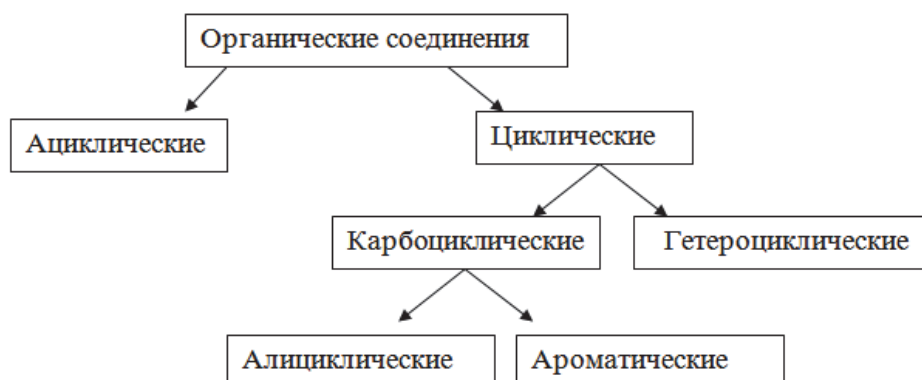 Органические соединения
Ациклические
Циклические
Карбоциклические
Гетероциклические
Алициклические
Ароматические